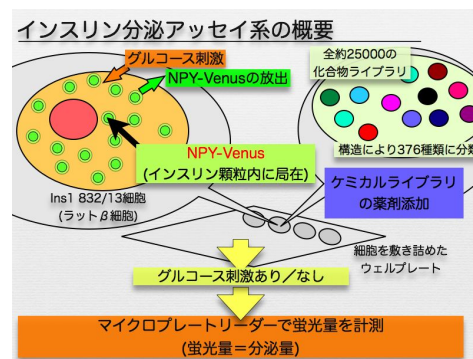 インスリン分泌アッセイ系の概要
グルコース刺激
NPY-Venusの放出
全約25000の
化合物ライブラリ
構造により376種類に分類
NPY-Venus
(インスリン顆粒内に局在)
Ins1 832/13細胞
(ラットβ細胞)
ケミカルライブラリ
の薬剤添加
細胞を敷き詰めた
ウェルプレート
グルコース刺激あり／なし
マイクロプレートリーダーで蛍光量を計測
(蛍光量＝分泌量)